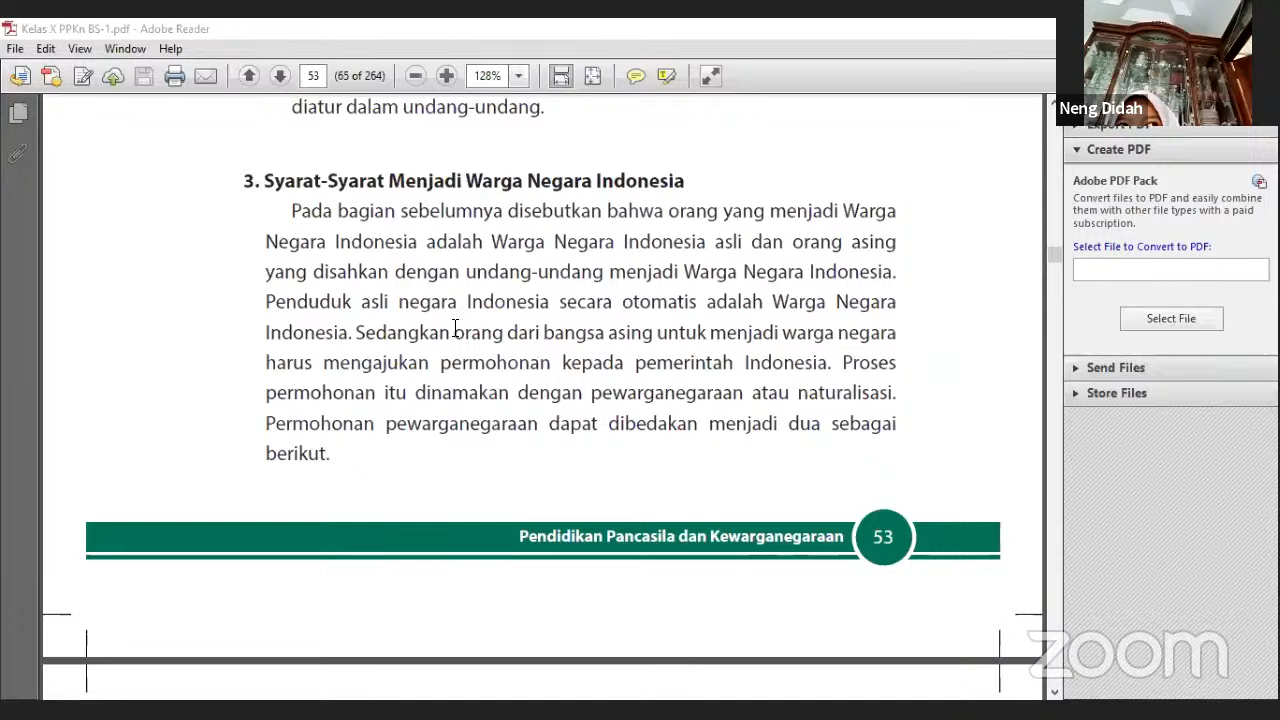 Kelas X PPKn BS-1.pdf - Adobe Reader
File Edit View Window Help
53 (65 of 264) 128%
Neng Didah
diatur dalam undang-undang.
Create PDF
3. Syarat-Syarat Menjadi Warga Negara Indonesia
Pada bagian sebelumnya disebutkan bahwa orang yang menjadi Warga
Negara Indonesia adalah Warga Negara Indonesia asli dan orang asing
yang disahkan dengan undang-undang menjadi Warga Negara Indonesia.
Penduduk asli negara Indonesia secara otomatis adalah Warga Negara
Indonesia. Sedangkan orang dari bangsa asing untuk menjadi warga negara
harus mengajukan permohonan kepada pemerintah Indonesia. Proses
permohonan itu dinamakan dengan pewarganegaraan atau naturalisasi.
Permohonan pewarganegaraan dapat dibedakan menjadi dua sebagai
berikut.
Pendidikan Pancasila dan Kewarganegaraan 53
Adobe PDF Pack
Convert files to PDF and easily combine
them with other file types with a paid
subscription.
Select File to Convert to PDF:
Select File
Send Files
Store Files
zoom